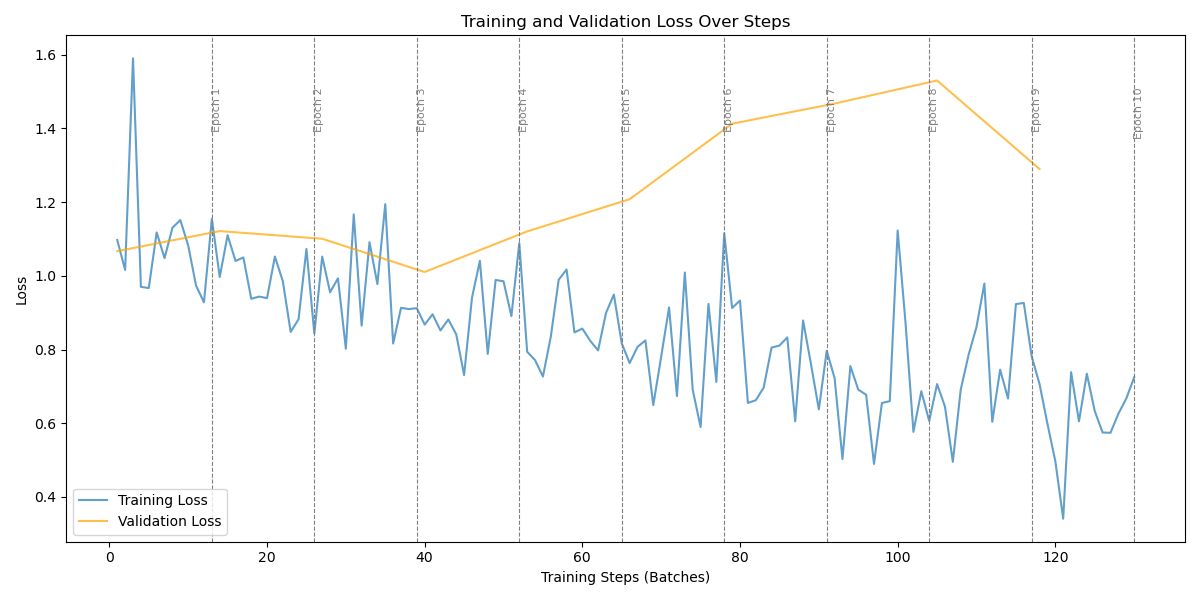 Training and Validation Loss Over Steps
Loss
1.6
1.4
1.2
1.0
0.8
0.6
0.4
Epoch 1
Epoch 2
Epoch 3
Epoch 4
Epoch 5
Epoch 6
Epoch 7
Epoch 8
Epoch 9
Epoch 10
Training Loss
Validation Loss
0
20
40
60
80
100
120
Training Steps (Batches)